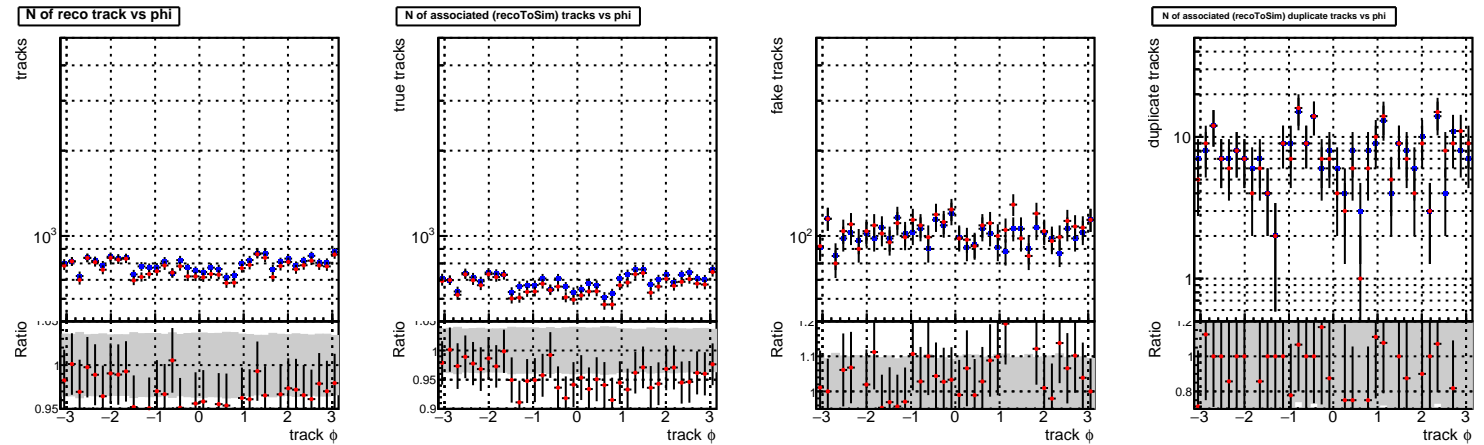 N of reco track vs phi
tracks
10³
Ratio
1.05
1
0.95
−3 −2 −1 0 1 2 3
track ϕ
N of associated (recoToSim) tracks vs phi
true tracks
10³
Ratio
1.05
1
0.95
0.9
−3 −2 −1 0 1 2 3
track ϕ
fake tracks
10²
Ratio
1.2
1.1
1
−3 −2 −1 0 1 2 3
track ϕ
N of associated (recoToSim) duplicate tracks vs phi
duplicate tracks
10
1
Ratio
1.2
1
0.8
−3 −2 −1 0 1 2 3
track ϕ